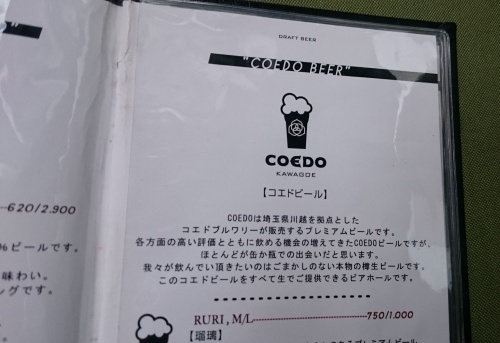 DRAFT BEER
"COEDO BEER"
COEDO
KAWAGOE
【コエドビール】
COEDOは埼玉県川越を拠点とした
コエドブルワリーが販売するプレミアムビールです。
各方面の高い評価とともに飲める機会の増えてきたCOEDOビールですが、
ほとんどが缶か瓶での出会いだと思います。
我々が飲んでい頂きたいのはごまかしのない本物の樽生ビールです。
このコエドビールをすべて生でご提供できるビアホールです。
RURI, M/L 750/1.000
【瑠璃】
620/2.900
%ビールです。
味わい。
ングです。